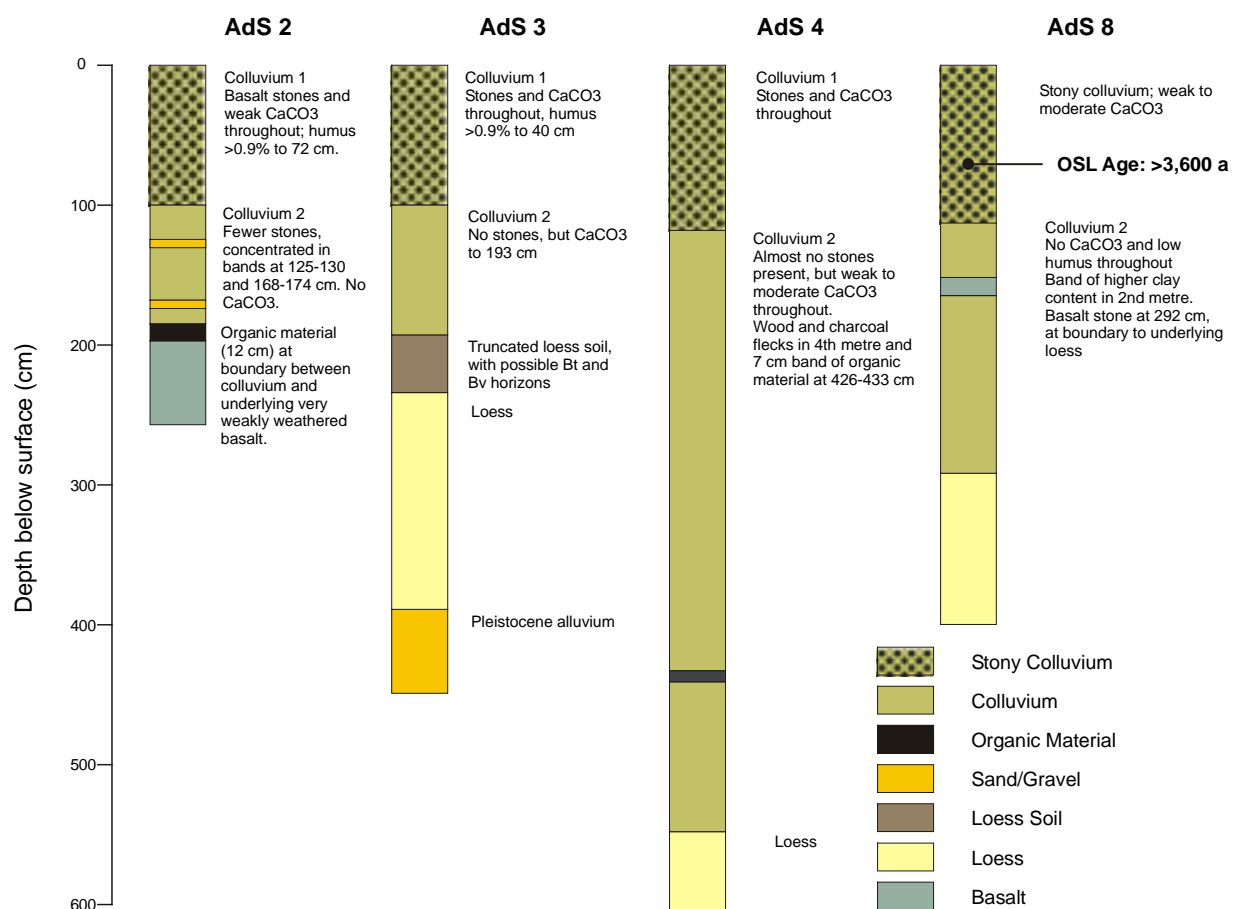 AdS 2
AdS 3
AdS 4
AdS 8
Depth below surface (cm)
0
100
200
300
400
500
600
Colluvium 1
Basalt stones and
weak CaCO3
throughout; humus
>0.9% to 72 cm.
Colluvium 2
Fewer stones,
concentrated in
bands at 125-130
and 168-174 cm. No
CaCO3.
Organic material
(12 cm) at
boundary between
colluvium and
underlying very
weakly weathered
basalt.
Colluvium 1
Stones and CaCO3
throughout, humus
>0.9% to 40 cm
Colluvium 2
No stones, but CaCO3
to 193 cm
Truncated loess soil,
with possible Bt and
Bv horizons
Loess
Pleistocene alluvium
Colluvium 1
Stones and CaCO3
throughout
Colluvium 2
Almost no stones
present, but weak to
moderate CaCO3
throughout.
Wood and charcoal
flecks in 4th metre and
7 cm band of organic
material at 426-433 cm
Loess
Stony colluvium; weak to
moderate CaCO3
OSL Age: >3,600 a
Colluvium 2
No CaCO3 and low
humus throughout
Band of higher clay
content in 2nd metre.
Basalt stone at 292 cm,
at boundary to underlying
loess
Stony Colluvium
Colluvium
Organic Material
Sand/Gravel
Loess Soil
Loess
Basalt